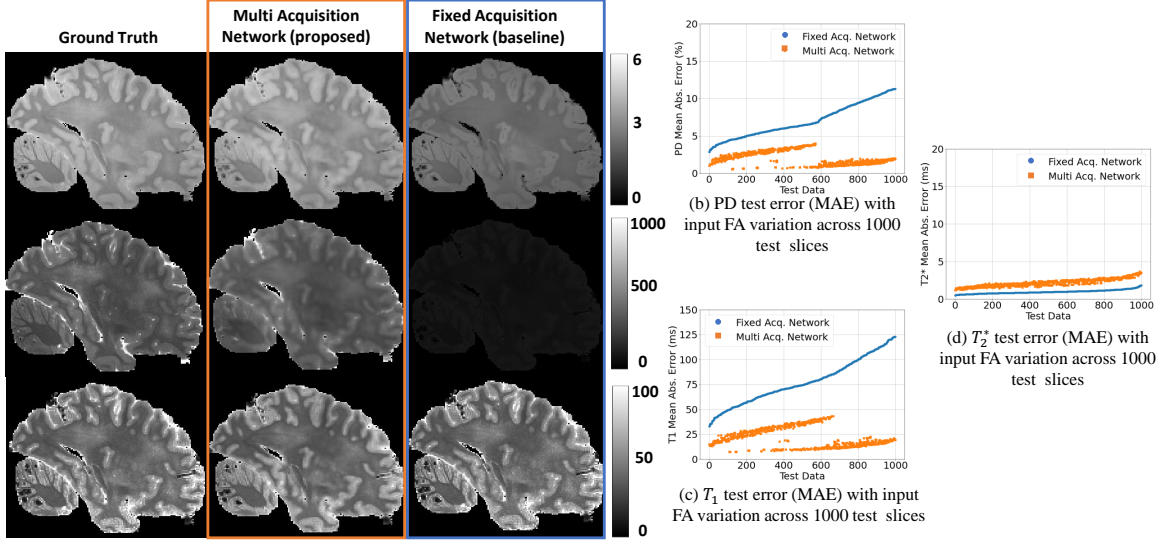 Ground Truth
Multi Acquisition
Network (proposed)
Fixed Acquisition
Network (baseline)
6
3
0
1000
500
0
100
50
0
20
15
10
5
0
PD Mean Abs. Error (%)
Fixed Acq. Network
Multi Acq. Network
0 200 400 600 800 1000
Test Data
(b) PD test error (MAE) with
input FA variation across 1000
test slices
150
125
100
75
50
25
0
T1 Mean Abs. Error (ms)
Fixed Acq. Network
Multi Acq. Network
0 200 400 600 800 1000
Test Data
(c) T₁ test error (MAE) with input
FA variation across 1000 test slices
20
15
10
5
0
T2* Mean Abs. Error (ms)
Fixed Acq. Network
Multi Acq. Network
0 200 400 600 800 1000
Test Data
(d) T₂* test error (MAE) with
input FA variation across 1000
test slices